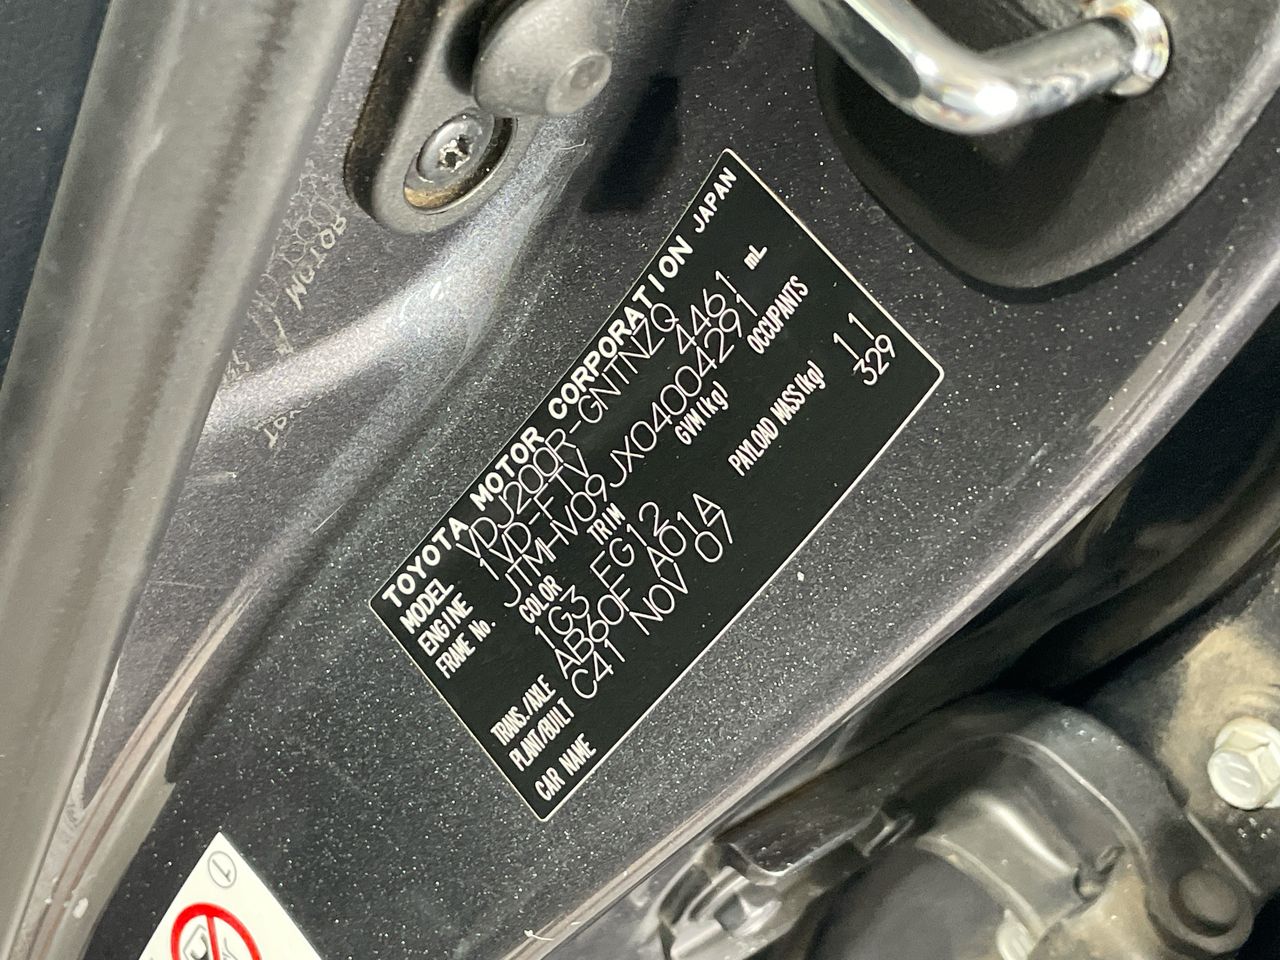 TOYOTA MOTOR CORPORATION JAPAN
MODEL VDJ200R-GNTNZQ
ENGINE 1VD-FTV 4461 mL
FRAME No. JTMHV09JX04004291
COLOR TRIM GVM(kg) OCCUPANTS
1G3 FG12
TRANS./AXLE AB60F A01A PAYLOAD MASS(kg) 11
PLANT/BUILT C41 NOV 07 329
CAR NAME
1